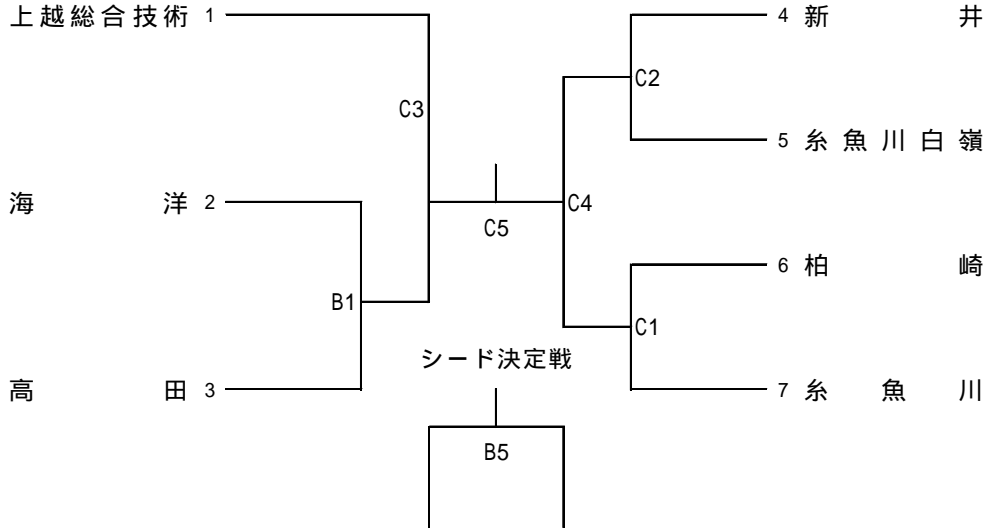 上越総合技術 1
4 新井
C2
C3
5 糸魚川白嶺
海洋 2
C4
C5
6 柏崎
B1
C1
シード決定戦
高田 3
7 糸魚川
B5